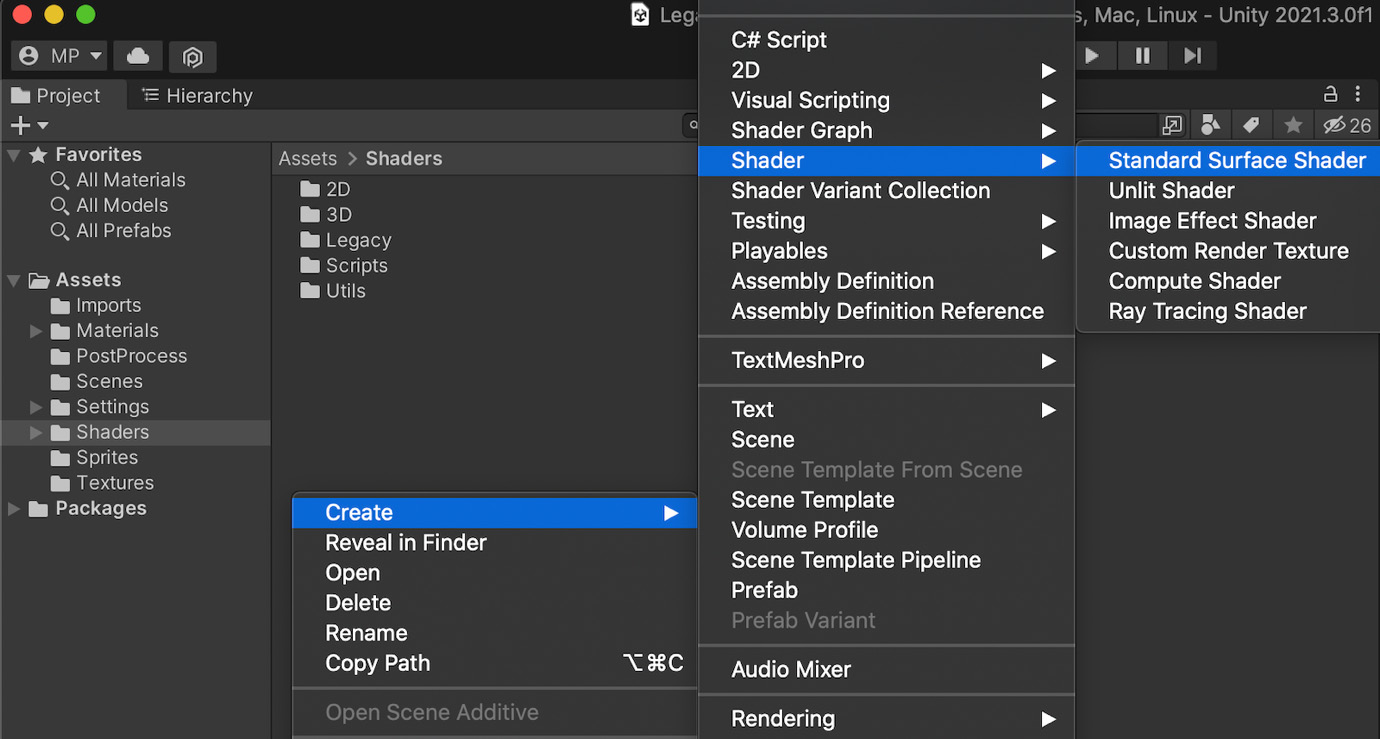 Lega
s, Mac, Linux - Unity 2021.3.0f1
MP
Project
Hierarchy
26
Favorites
All Materials
All Models
All Prefabs
Assets
Imports
Materials
PostProcess
Scenes
Settings
Shaders
Sprites
Textures
Packages
Assets > Shaders
2D
3D
Legacy
Scripts
Utils
Create
Reveal in Finder
Open
Delete
Rename
Copy Path ⌥⌘C
Open Scene Additive
C# Script
2D
Visual Scripting
Shader Graph
Shader
Shader Variant Collection
Testing
Playables
Assembly Definition
Assembly Definition Reference
TextMeshPro
Text
Scene
Scene Template From Scene
Scene Template
Volume Profile
Scene Template Pipeline
Prefab
Prefab Variant
Audio Mixer
Rendering
Standard Surface Shader
Unlit Shader
Image Effect Shader
Custom Render Texture
Compute Shader
Ray Tracing Shader